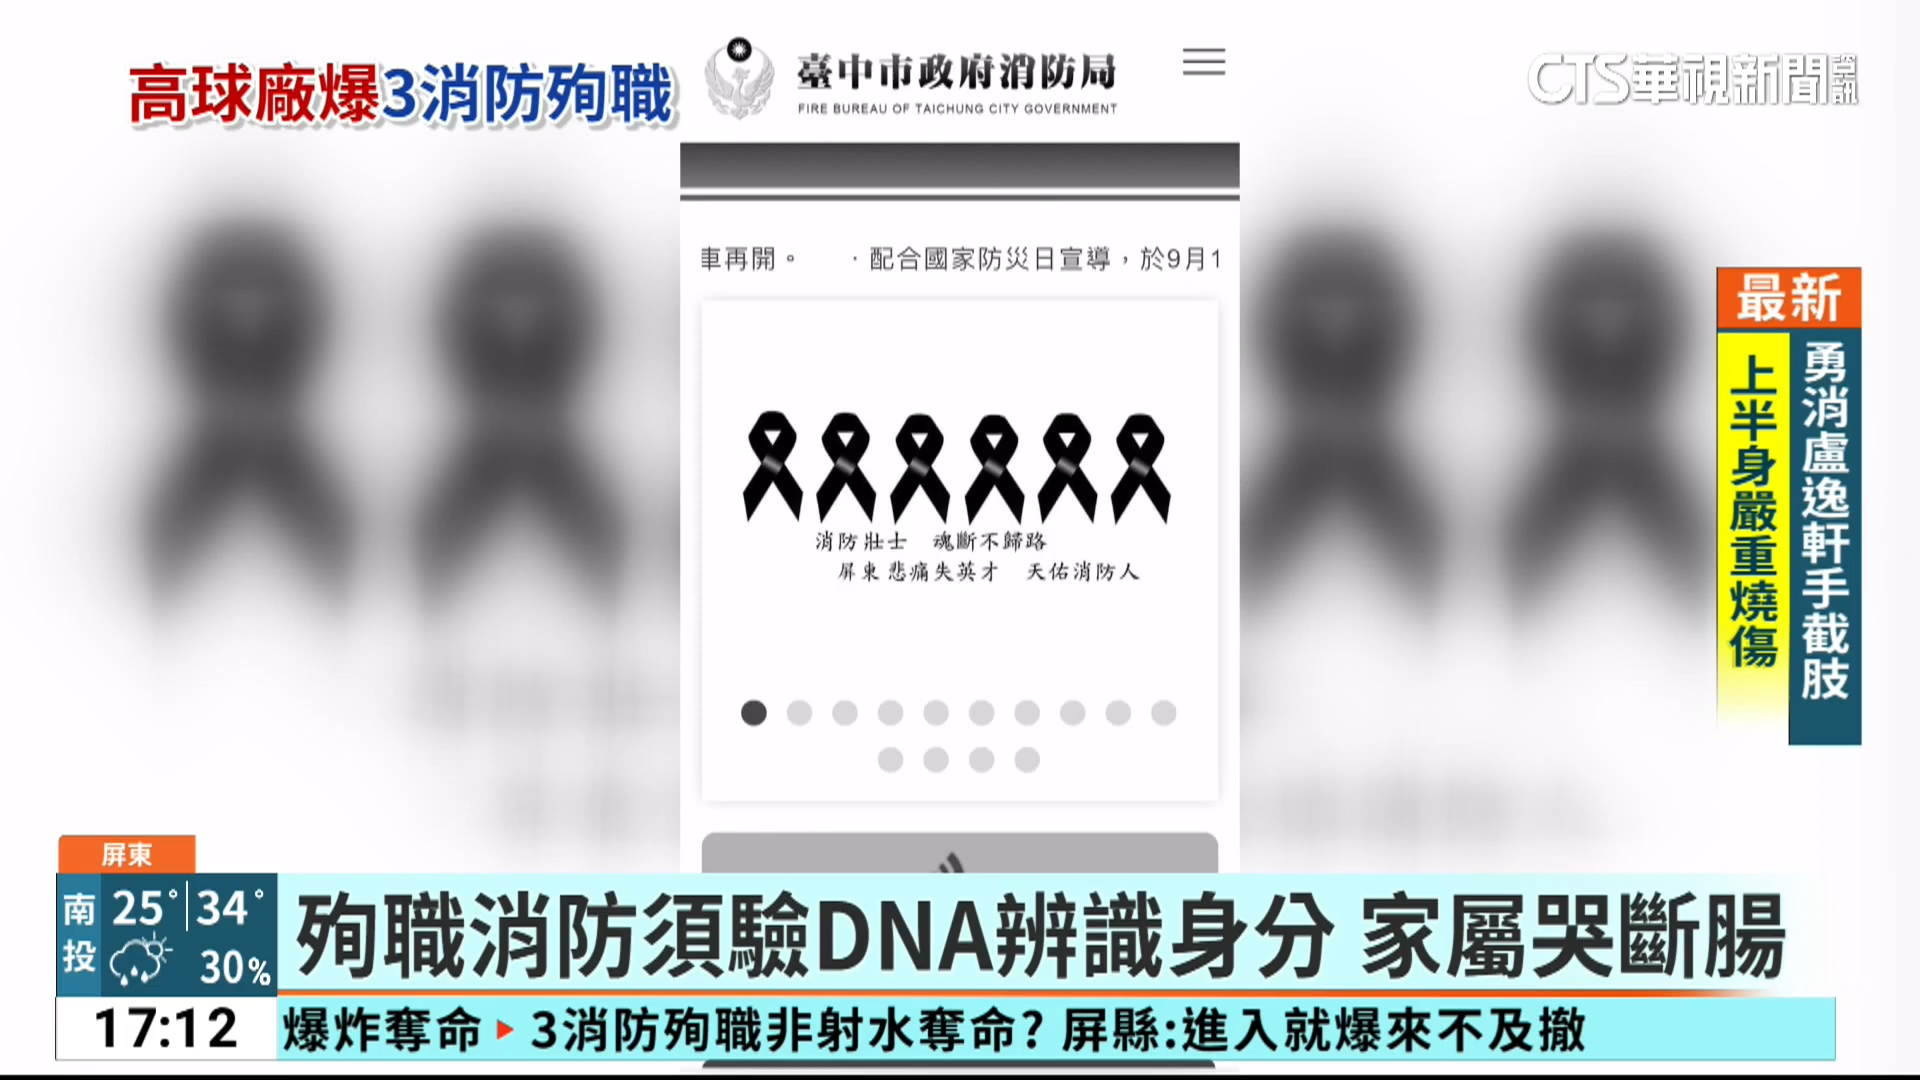 高球廠爆3消防殉職
臺中市政府消防局
FIRE BUREAU OF TAICHUNG CITY GOVERNMENT
CTS華視新聞資訊
車再開。 ·配合國家防災日宣導，於9月1
最新
勇消盧逸軒手截肢
上半身嚴重燒傷
消防壯士 魂斷不歸路
屏東悲痛失英才 天佑消防人
屏東
南投
25° 34°
30%
殉職消防須驗DNA辨識身分 家屬哭斷腸
17:12
爆炸奪命▶3消防殉職非射水奪命? 屏縣:進入就爆來不及撤